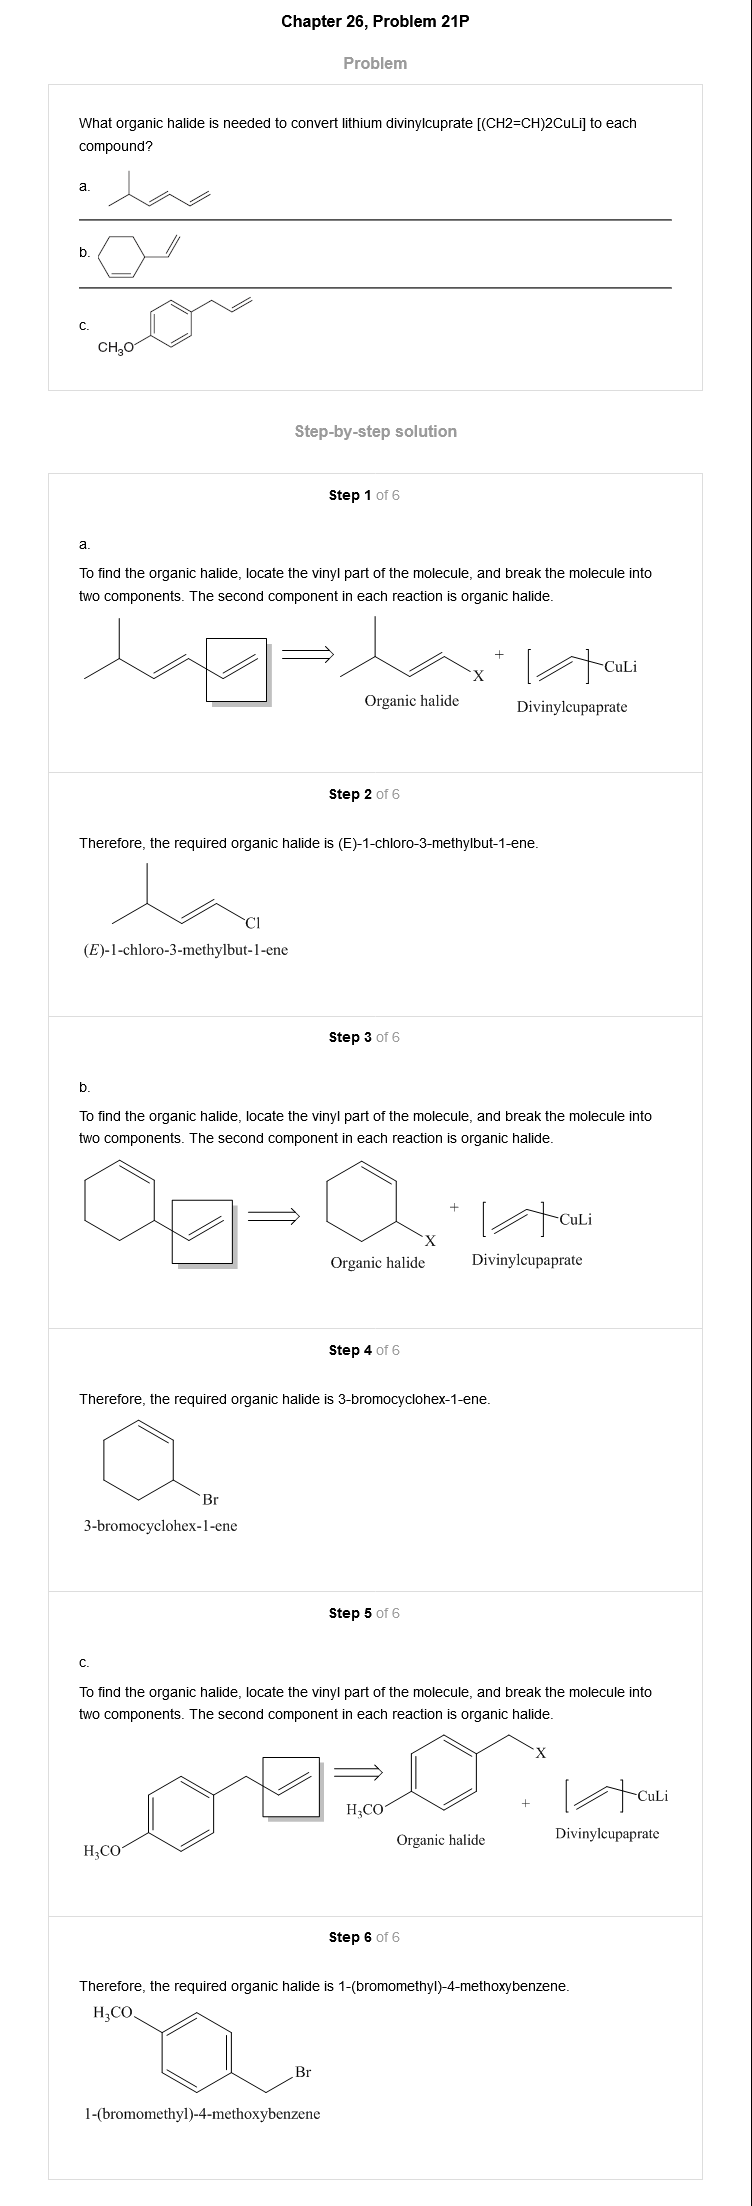 Chapter 26, Problem 21P
Problem
What organic halide is needed to convert lithium divinylcuprate [(CH2=CH)2CuLi] to each
compound?
a.
b.
c.
CH₃O
Step-by-step solution
Step 1 of 6
a.
To find the organic halide, locate the vinyl part of the molecule, and break the molecule into
two components. The second component in each reaction is organic halide.
X + CuLi
Organic halide Divinylcupaprate
Step 2 of 6
Therefore, the required organic halide is (E)-1-chloro-3-methylbut-1-ene.
Cl
(E)-1-chloro-3-methylbut-1-ene
Step 3 of 6
b.
To find the organic halide, locate the vinyl part of the molecule, and break the molecule into
two components. The second component in each reaction is organic halide.
X + CuLi
Organic halide Divinylcupaprate
Step 4 of 6
Therefore, the required organic halide is 3-bromocyclohex-1-ene.
Br
3-bromocyclohex-1-ene
Step 5 of 6
c.
To find the organic halide, locate the vinyl part of the molecule, and break the molecule into
two components. The second component in each reaction is organic halide.
X
H₃CO + CuLi
H₃CO Organic halide Divinylcupaprate
Step 6 of 6
Therefore, the required organic halide is 1-(bromomethyl)-4-methoxybenzene.
H₃CO
Br
1-(bromomethyl)-4-methoxybenzene